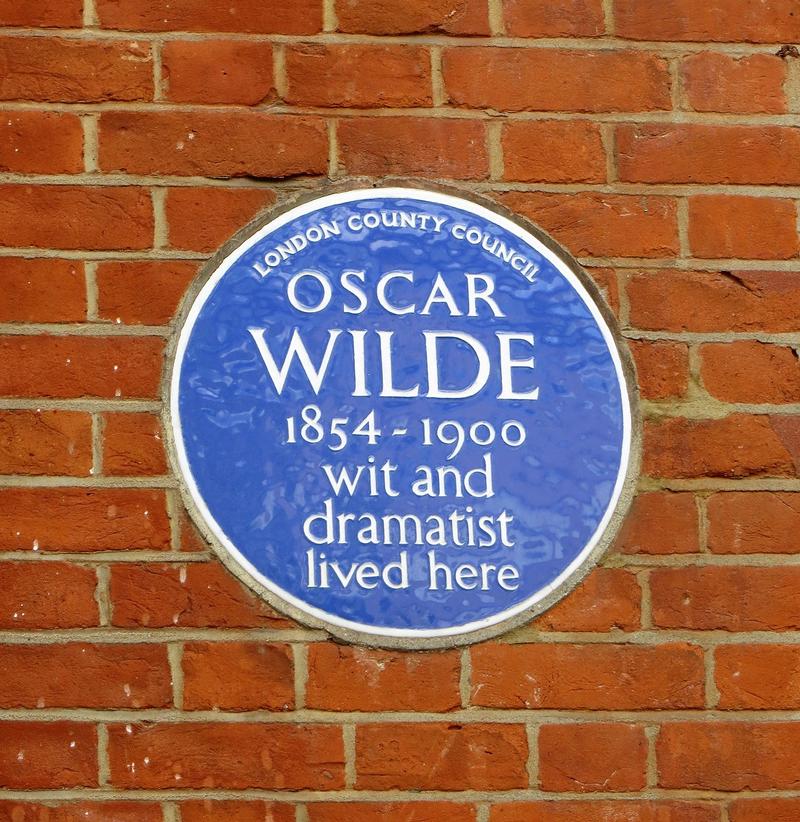 LONDON COUNTY COUNCIL
OSCAR
WILDE
1854-1900
wit and
dramatist
lived here